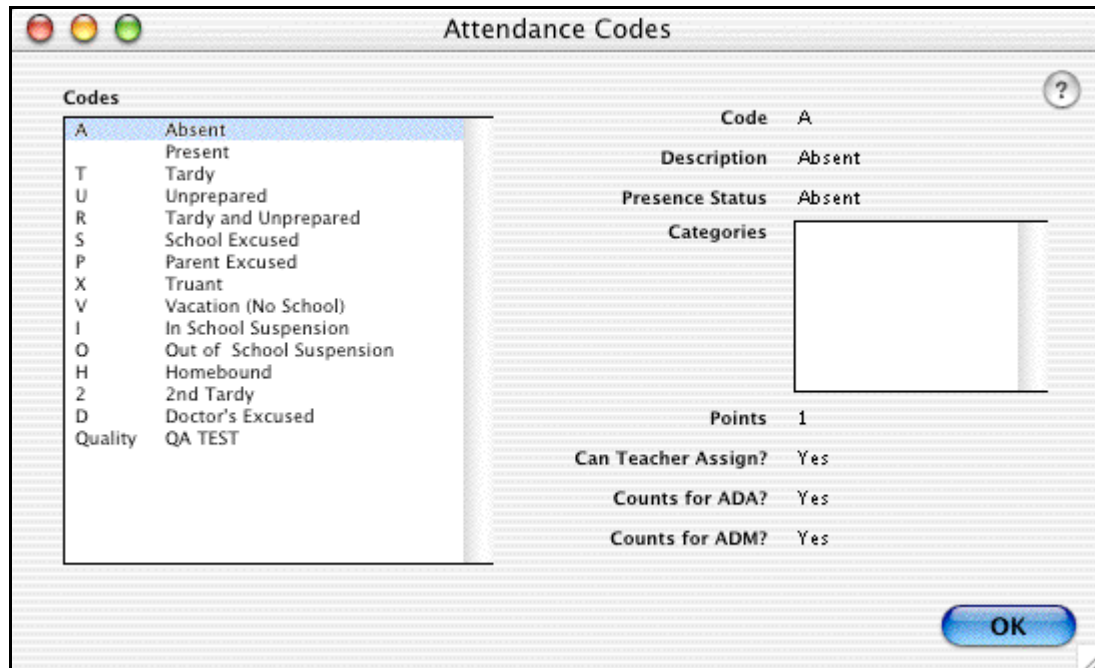 Attendance Codes
?
Codes
A Absent
Present
T Tardy
U Unprepared
R Tardy and Unprepared
S School Excused
P Parent Excused
X Truant
V Vacation (No School)
I In School Suspension
O Out of School Suspension
H Homebound
2 2nd Tardy
D Doctor's Excused
Quality QA TEST
Code A
Description Absent
Presence Status Absent
Categories
Points 1
Can Teacher Assign? Yes
Counts for ADA? Yes
Counts for ADM? Yes
OK